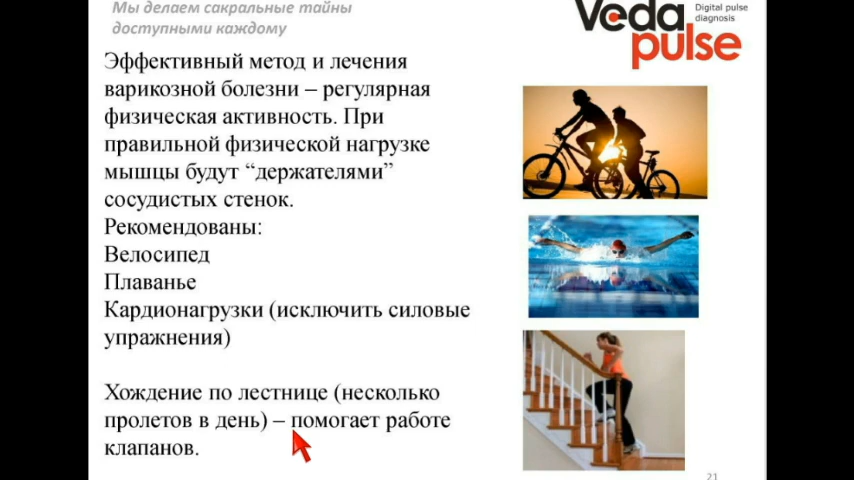 Мы делаем сакральные тайны
доступными каждому
Veda pulse
Digital pulse
diagnosis
Эффективный метод и лечения
варикозной болезни – регулярная
физическая активность. При
правильной физической нагрузке
мышцы будут “держателями”
сосудистых стенок.
Рекомендованы:
Велосипед
Плаванье
Кардионагрузки (исключить силовые
упражнения)
Хождение по лестнице (несколько
пролетов в день) – помогает работе
клапанов.
21